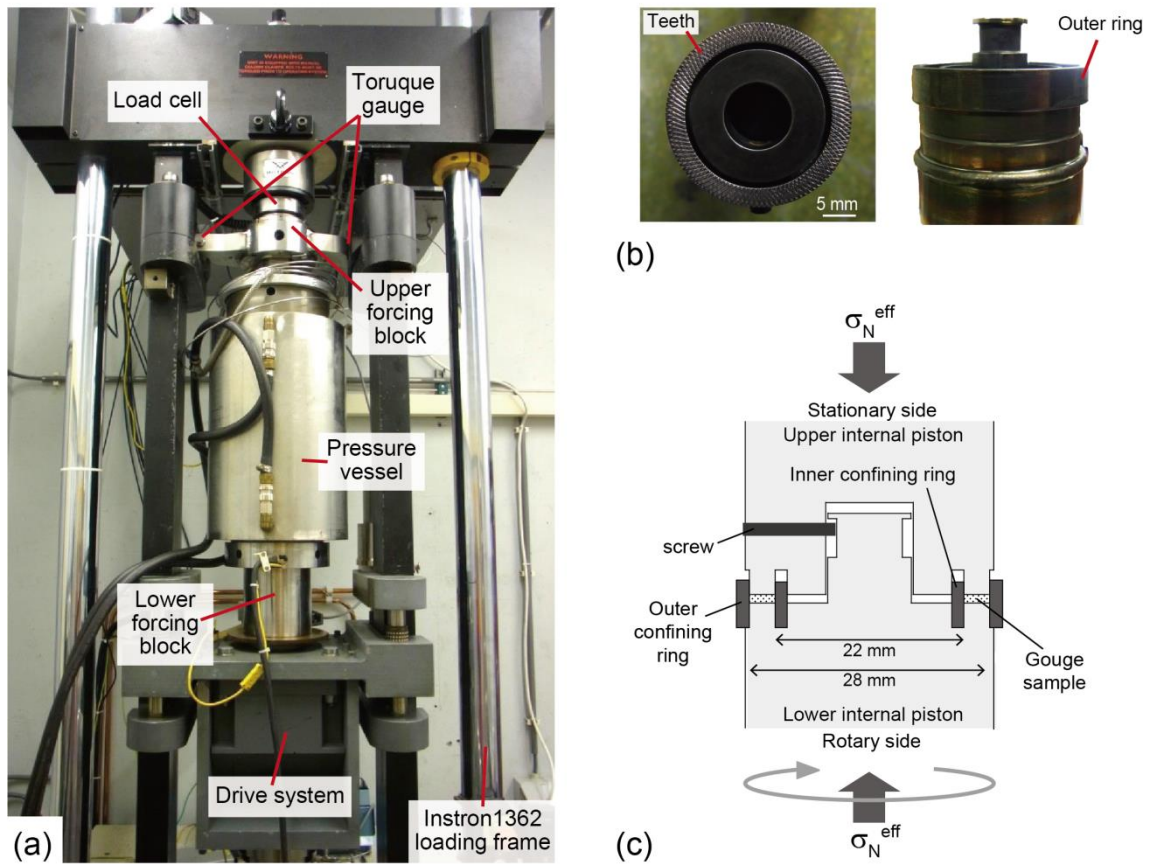 WARNING
Load cell
Toruque
gauge
Upper
forcing
block
Pressure
vessel
Lower
forcing
block
Drive system
Instron1362
loading frame
(a)
Teeth
5 mm
Outer ring
(b)
σN eff
Stationary side
Upper internal piston
Inner confining ring
screw
Outer
confining
ring
22 mm
28 mm
Gouge
sample
Lower internal piston
Rotary side
σN eff
(c)